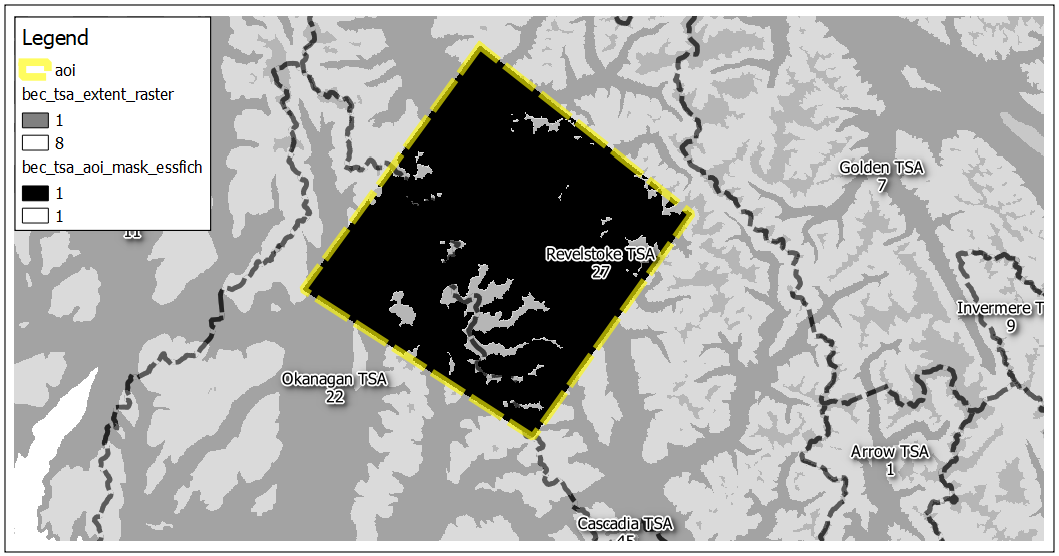 Legend
aoi
bec_tsa_extent_raster
1
8
bec_tsa_aoi_mask_essfich
1
1
11
Golden TSA
7
Revelstoke TSA
27
Invermere T
9
Okanagan TSA
22
Arrow TSA
1
Cascadia TSA
45